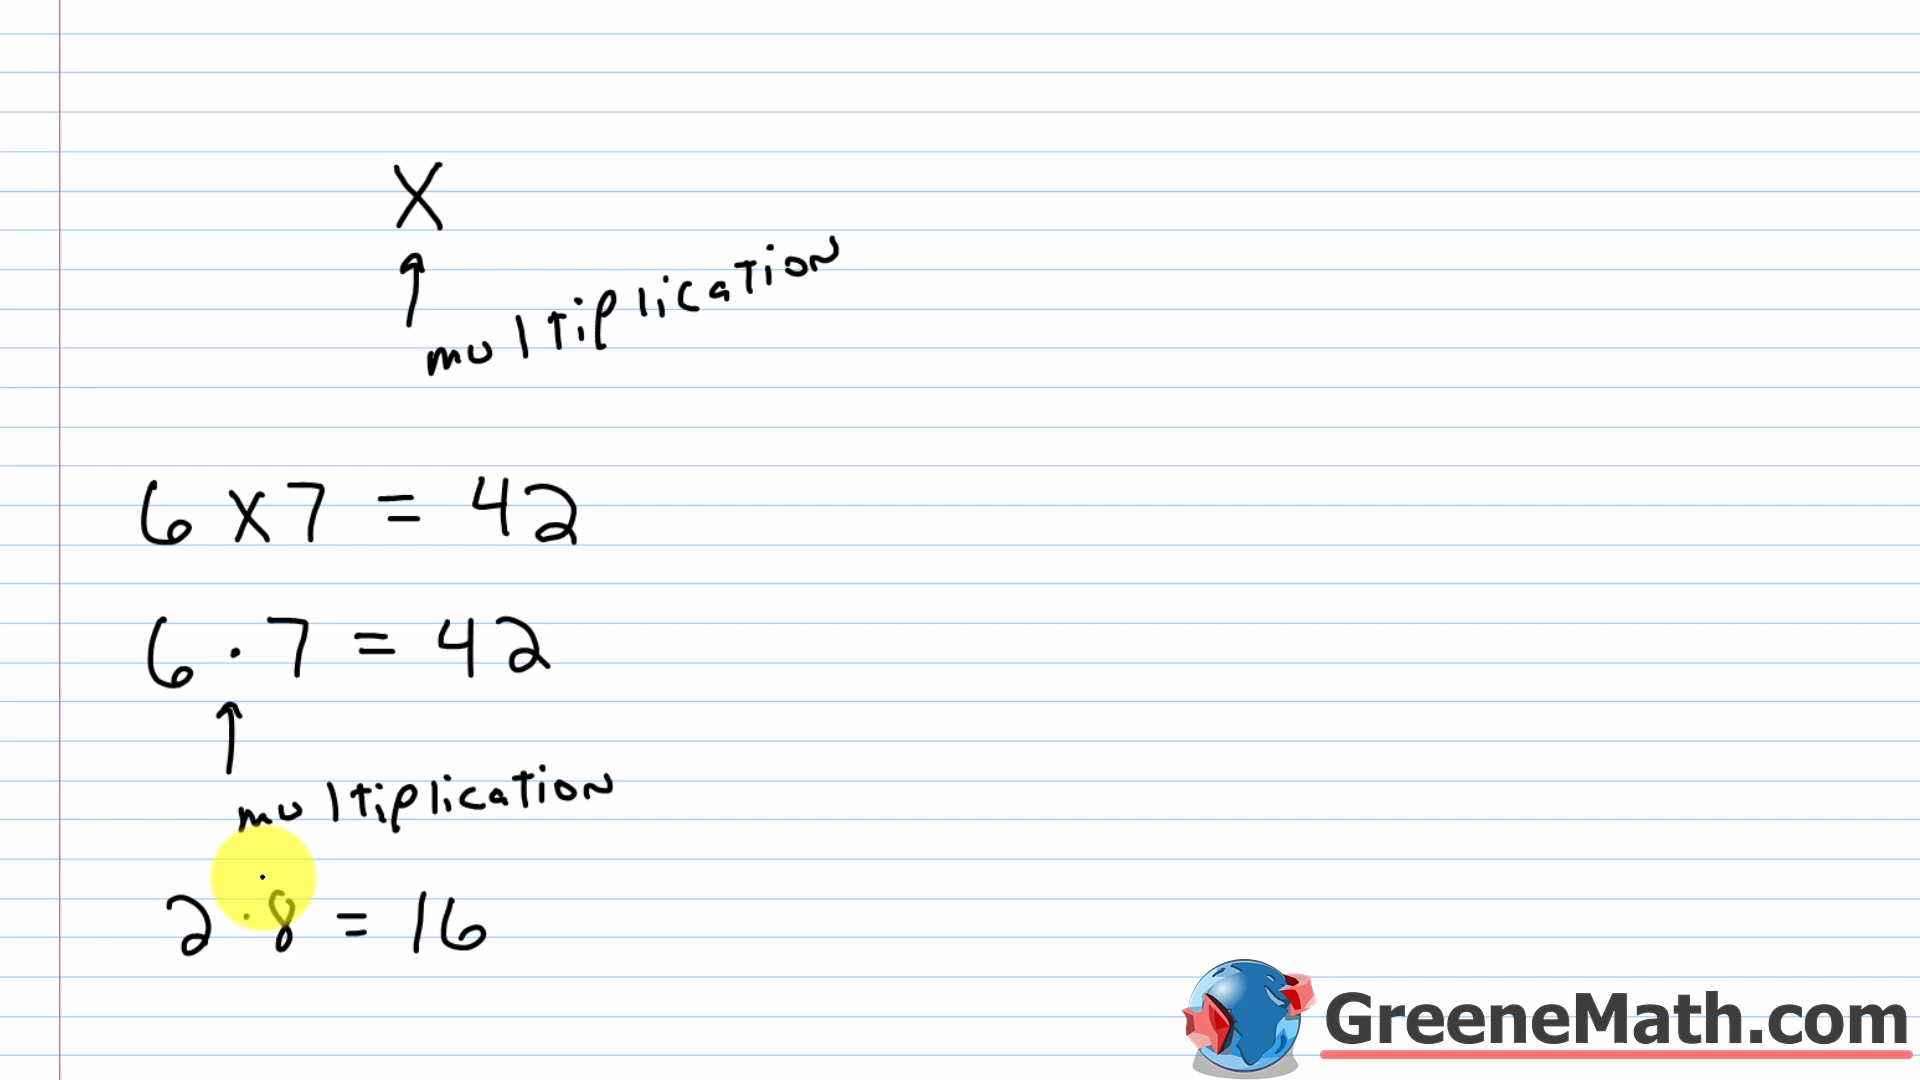 X
multiplication
6 x 7 = 42
6 · 7 = 42
multiplication
2 · 8 = 16
GreeneMath.com